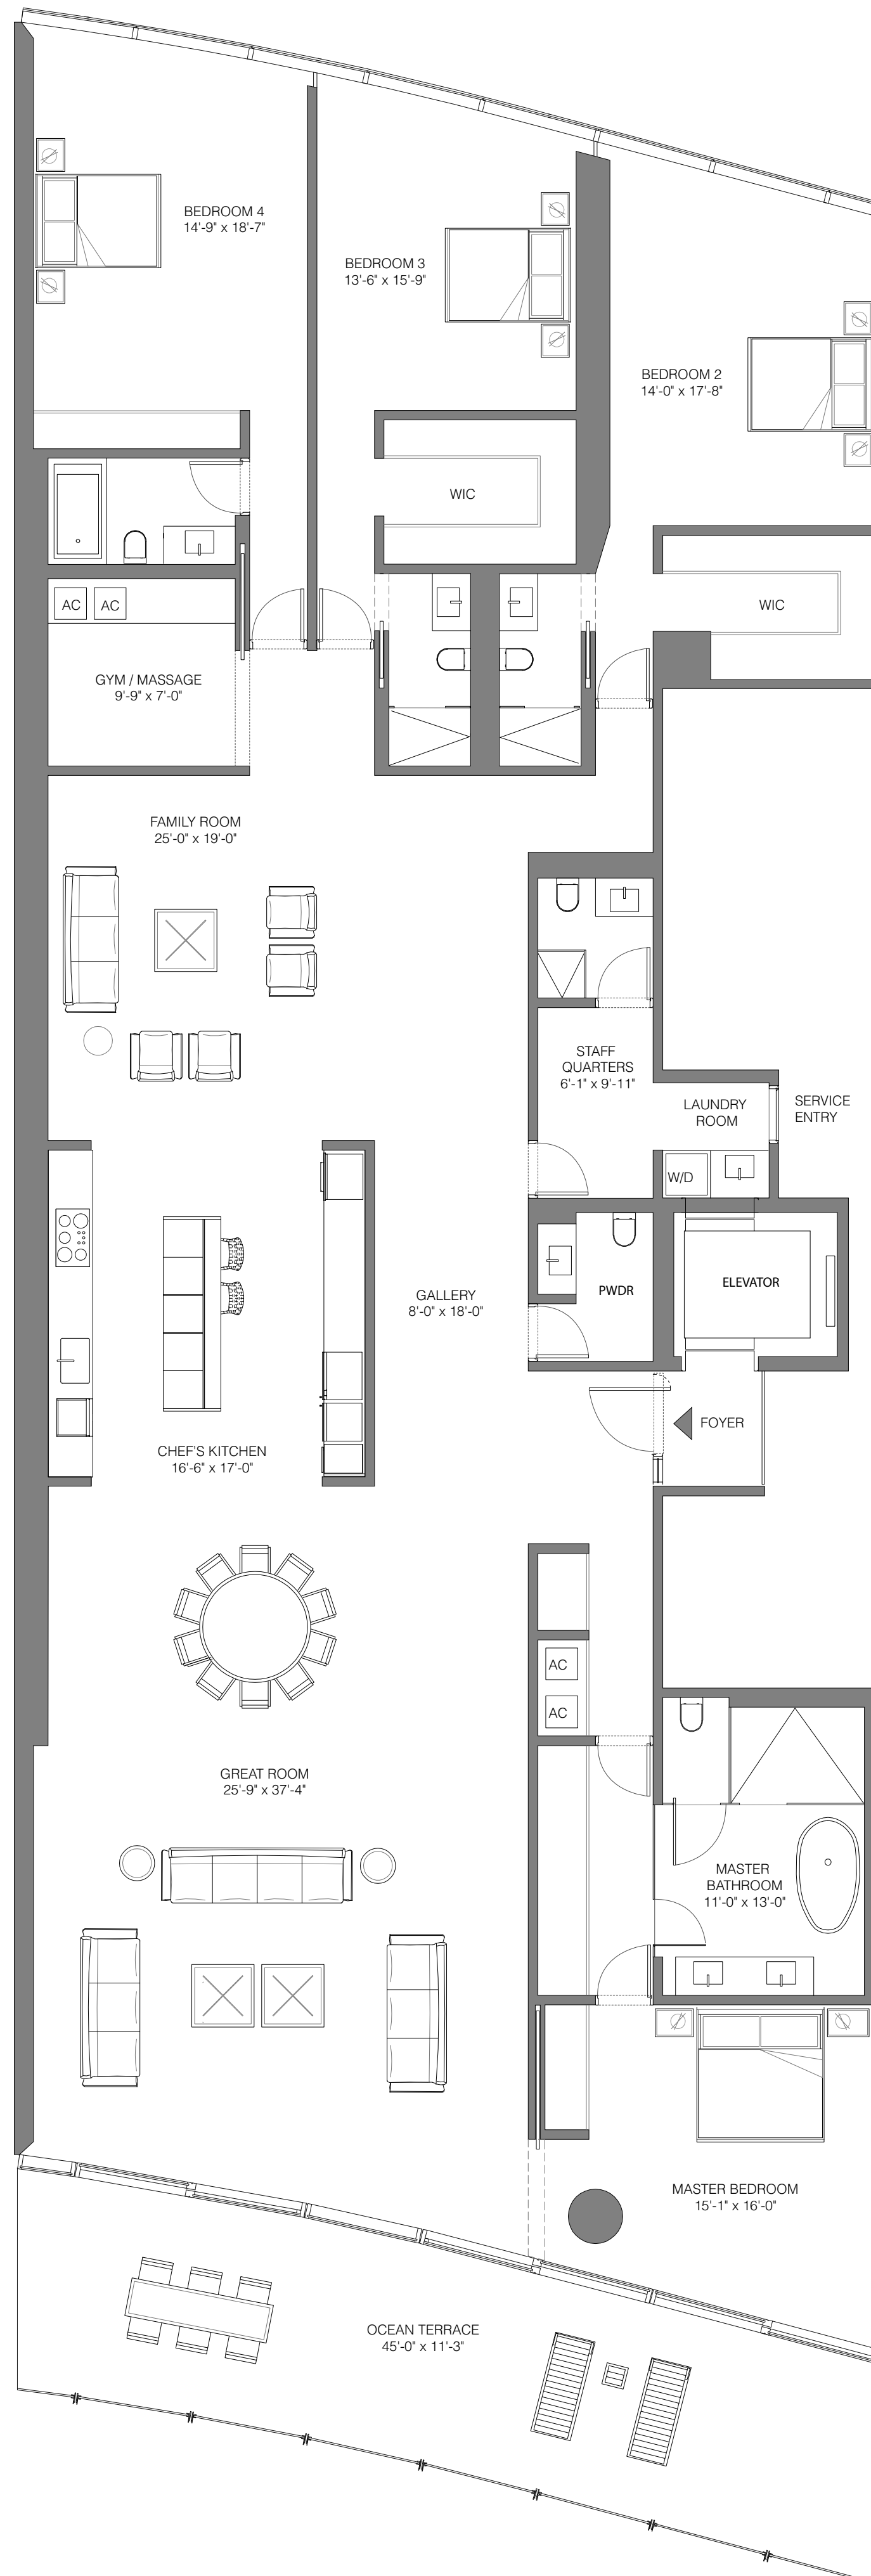 BEDROOM 4
14'-9" x 18'-7"
BEDROOM 3
13'-6" x 15'-9"
BEDROOM 2
14'-0" x 17'-8"
WIC
WIC
AC
AC
GYM / MASSAGE
9'-9" x 7'-0"
FAMILY ROOM
25'-0" x 19'-0"
STAFF
QUARTERS
6'-1" x 9'-11"
LAUNDRY
ROOM
SERVICE
ENTRY
W/D
GALLERY
8'-0" x 18'-0"
PWDR
ELEVATOR
FOYER
CHEF'S KITCHEN
16'-6" x 17'-0"
AC
AC
GREAT ROOM
25'-9" x 37'-4"
MASTER
BATHROOM
11'-0" x 13'-0"
MASTER BEDROOM
15'-1" x 16'-0"
OCEAN TERRACE
45'-0" x 11'-3"